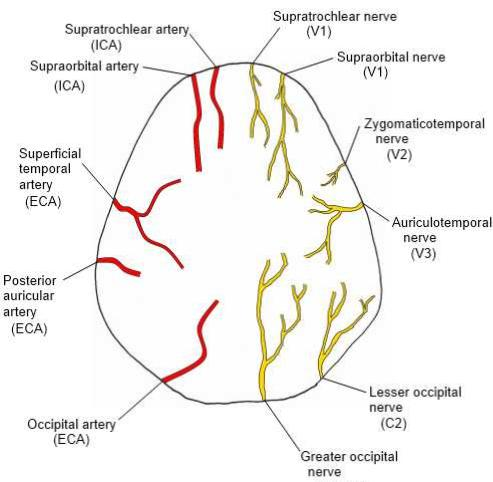 Supratrochlear artery
(ICA)
Supraorbital artery
(ICA)
Superficial
temporal
artery
(ECA)
Posterior
auricular
artery
(ECA)
Occipital artery
(ECA)
Supratrochlear nerve
(V1)
Supraorbital nerve
(V1)
Zygomaticotemporal
nerve
(V2)
Auriculotemporal
nerve
(V3)
Lesser occipital
nerve
(C2)
Greater occipital
nerve